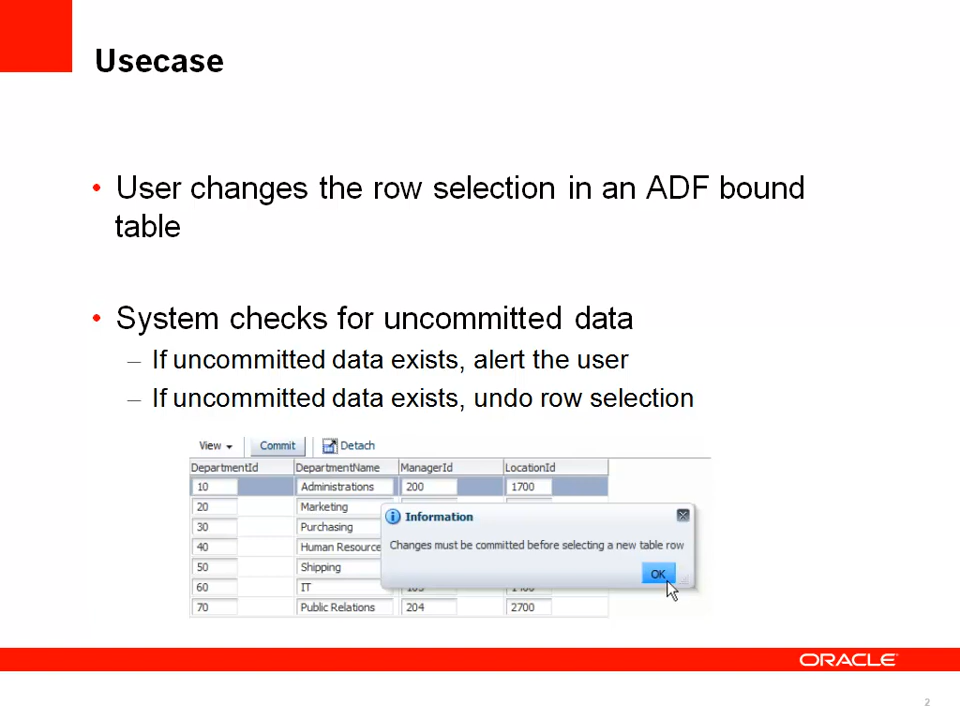 Usecase
• User changes the row selection in an ADF bound
table
• System checks for uncommitted data
– If uncommitted data exists, alert the user
– If uncommitted data exists, undo row selection
View Commit Detach
DepartmentId DepartmentName ManagerId LocationId
10 Administrations 200 1700
20 Marketing
30 Purchasing
40 Human Resource
50 Shipping
60 IT
70 Public Relations 204 2700
Information
Changes must be committed before selecting a new table row
OK
ORACLE
2